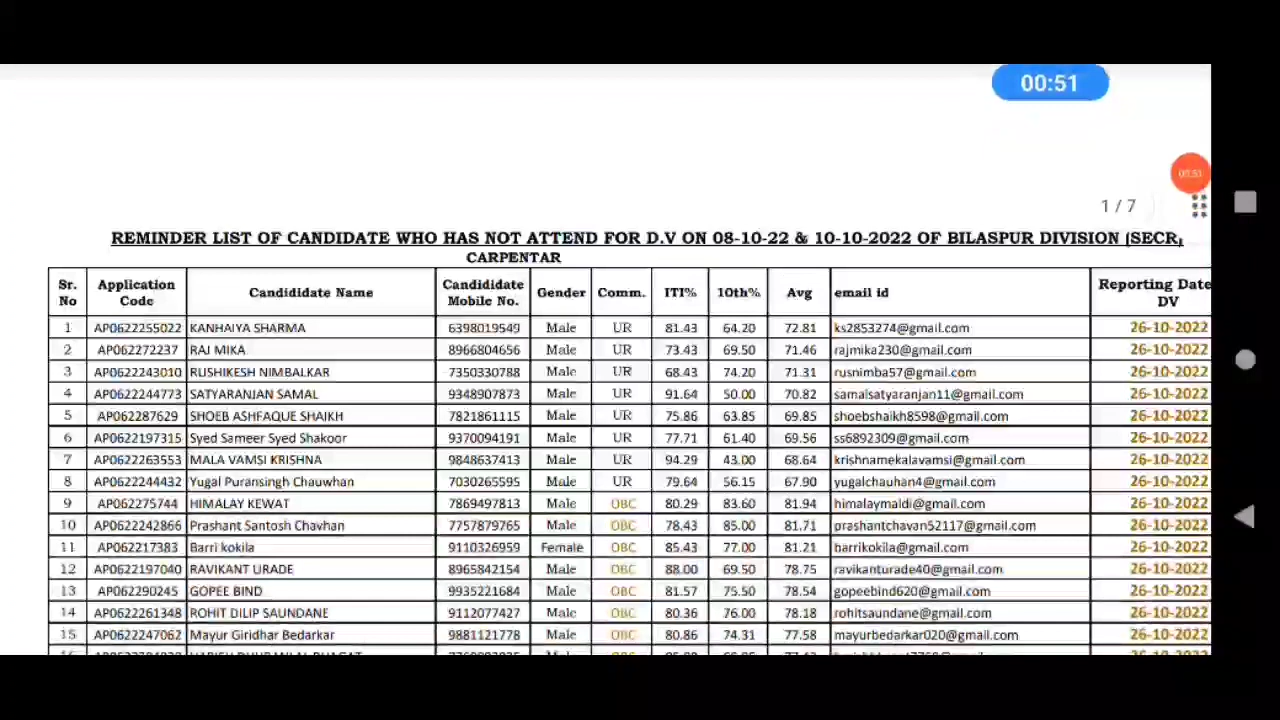 00:51
00:51
1 / 7
REMINDER LIST OF CANDIDATE WHO HAS NOT ATTEND FOR D.V ON 08-10-22 & 10-10-2022 OF BILASPUR DIVISION (SECR)
CARPENTAR
Sr. No Application Code Candididate Name Candididate Mobile No. Gender Comm. ITI% 10th% Avg email id Reporting Date DV
1 AP0622255022 KANHAIYA SHARMA 6398019549 Male UR 81.43 64.20 72.81 ks2853274@gmail.com 26-10-2022
2 AP062272237 RAJ MIKA 8966804656 Male UR 73.43 69.50 71.46 rajmika230@gmail.com 26-10-2022
3 AP0622243010 RUSHIKESH NIMBALKAR 7350330788 Male UR 68.43 74.20 71.31 rusnimba57@gmail.com 26-10-2022
4 AP0622244773 SATYARANJAN SAMAL 9348907873 Male UR 91.64 50.00 70.82 samalsatyaranjan11@gmail.com 26-10-2022
5 AP062287629 SHOEB ASHFAQUE SHAIKH 7821861115 Male UR 75.86 63.85 69.85 shoebshaikh8598@gmail.com 26-10-2022
6 AP0622197315 Syed Sameer Syed Shakoor 9370094191 Male UR 77.71 61.40 69.56 ss6892309@gmail.com 26-10-2022
7 AP0622263553 MALA VAMSI KRISHNA 9848637413 Male UR 94.29 43.00 68.64 krishnamekalavamsi@gmail.com 26-10-2022
8 AP0622244432 Yugal Puransingh Chauwhan 7030265595 Male UR 79.64 56.15 67.90 yugalchauhan4@gmail.com 26-10-2022
9 AP062275744 HIMALAY KEWAT 7869497813 Male OBC 80.29 83.60 81.94 himalaymaldi@gmail.com 26-10-2022
10 AP0622242866 Prashant Santosh Chavhan 7757879765 Male OBC 78.43 85.00 81.71 prashantchavan52117@gmail.com 26-10-2022
11 AP062217383 Barri kokila 9110326959 Female OBC 85.43 77.00 81.21 barrikokila@gmail.com 26-10-2022
12 AP0622197040 RAVIKANT URADE 8965842154 Male OBC 88.00 69.50 78.75 ravikanturade40@gmail.com 26-10-2022
13 AP062290245 GOPEE BIND 9935221684 Male OBC 81.57 75.50 78.54 gopeebind620@gmail.com 26-10-2022
14 AP0622261348 ROHIT DILIP SAUNDANE 9112077427 Male OBC 80.36 76.00 78.18 rohitsaundane@gmail.com 26-10-2022
15 AP0622247062 Mayur Giridhar Bedarkar 9881121778 Male OBC 80.86 74.31 77.58 mayurbedarkar020@gmail.com 26-10-2022